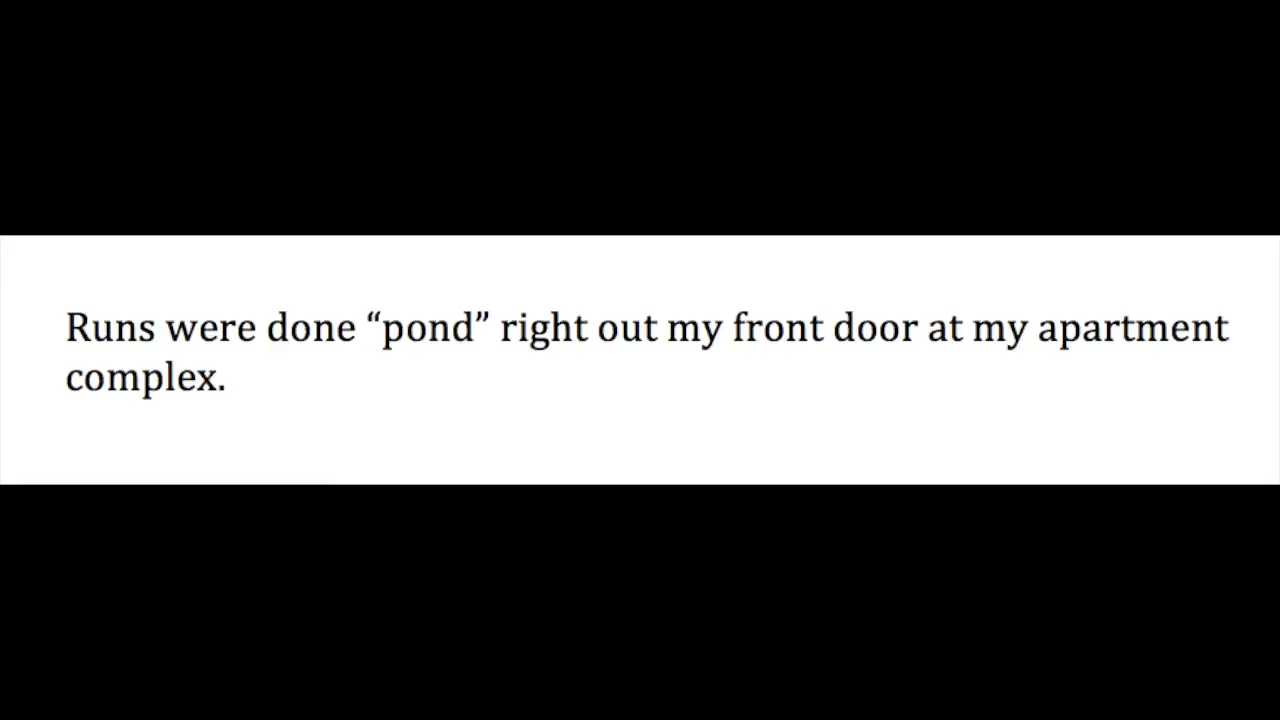 Runs were done “pond” right out my front door at my apartment
complex.